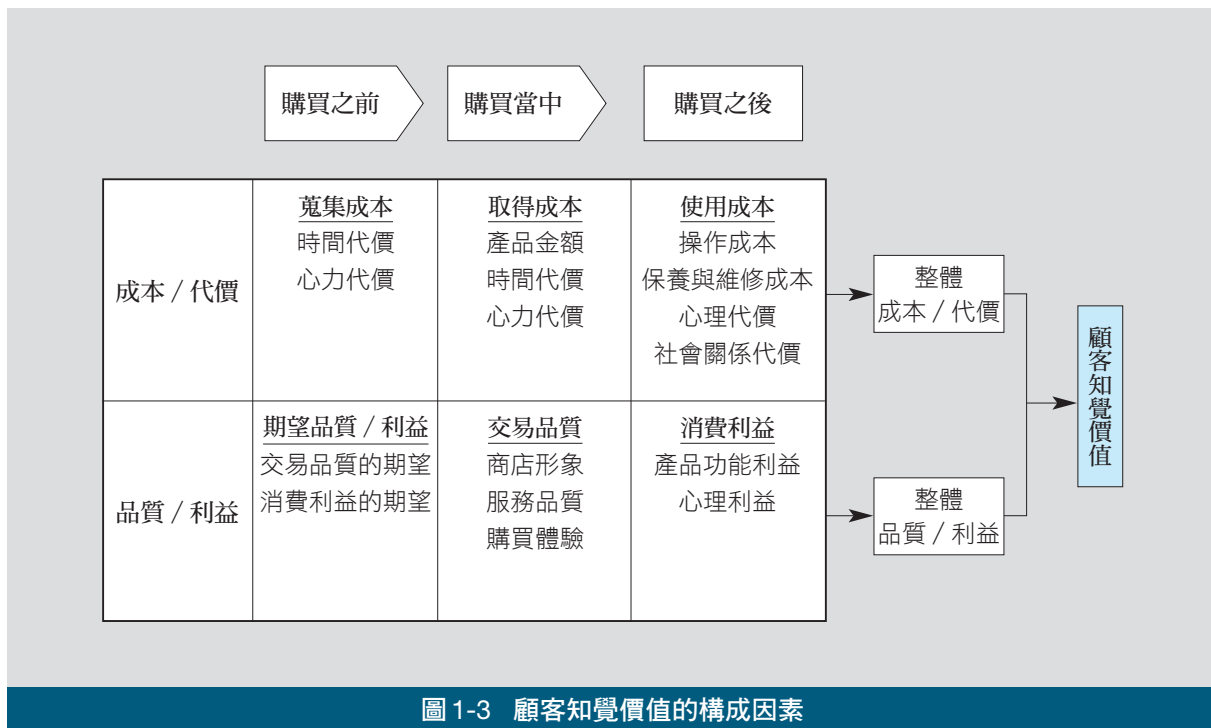 購買之前
購買當中
購買之後
成本 / 代價
蒐集成本
時間代價
心力代價
取得成本
產品金額
時間代價
心力代價
使用成本
操作成本
保養與維修成本
心理代價
社會關係代價
整體
成本 / 代價
品質 / 利益
期望品質 / 利益
交易品質的期望
消費利益的期望
交易品質
商店形象
服務品質
購買體驗
消費利益
產品功能利益
心理利益
整體
品質 / 利益
顧客知覺價值
圖 1-3 顧客知覺價值的構成因素